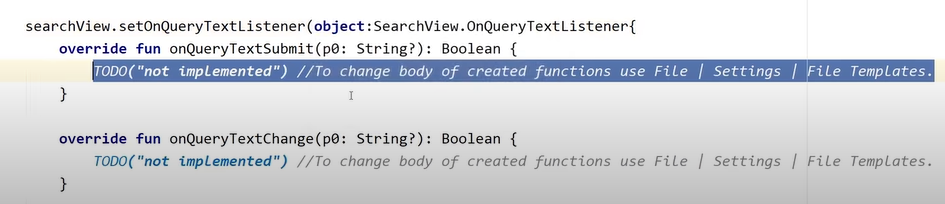 searchView.setOnQueryTextListener(object:SearchView.OnQueryTextListener{
override fun onQueryTextSubmit(p0: String?): Boolean {
TODO("not implemented") //To change body of created functions use File | Settings | File Templates.
}
override fun onQueryTextChange(p0: String?): Boolean {
TODO("not implemented") //To change body of created functions use File | Settings | File Templates.
}